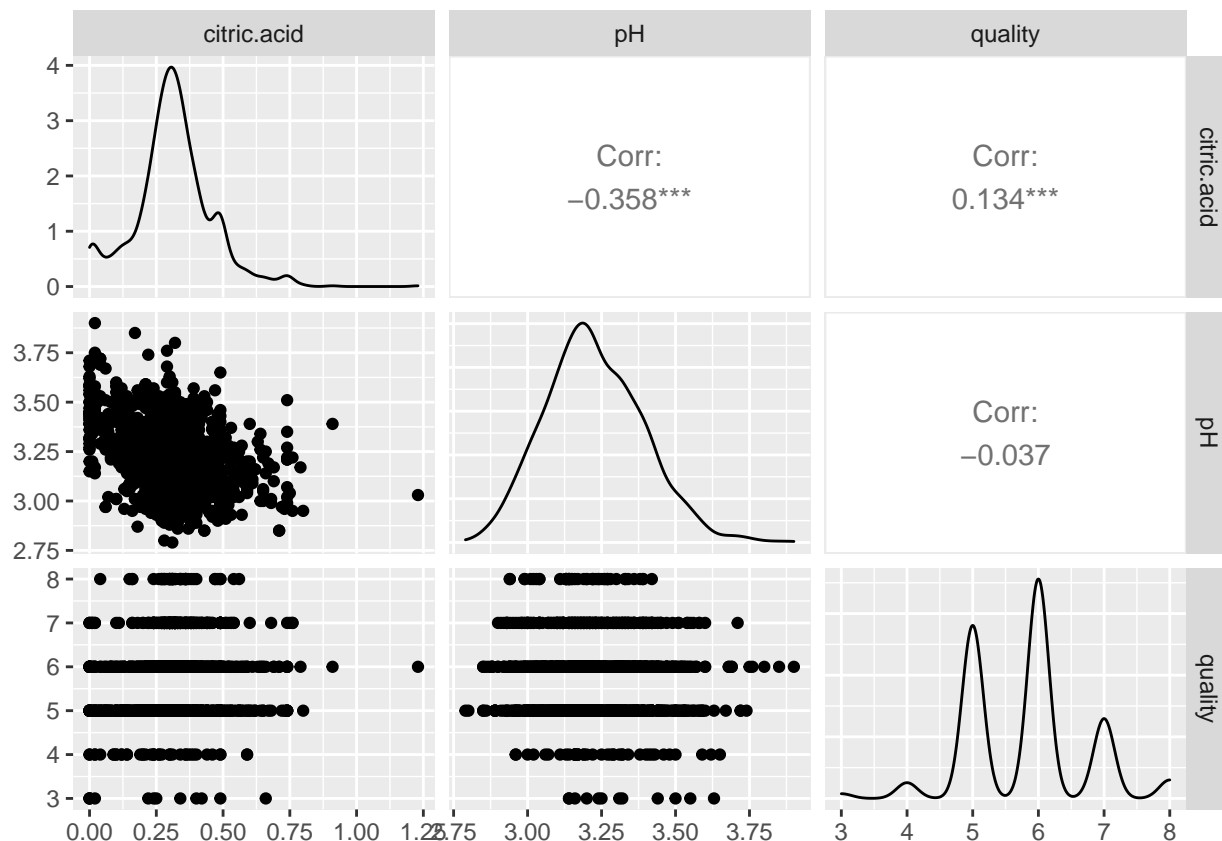 citric.acid pH quality
4
3
2
1
0
Corr:
−0.358***
Corr:
0.134***
citric.acid
3.75
3.50
3.25
3.00
2.75
Corr:
−0.037
pH
8
7
6
5
4
3
quality
0.00 0.25 0.50 0.75 1.00 1.25
2.75 3.00 3.25 3.50 3.75
3 4 5 6 7 8